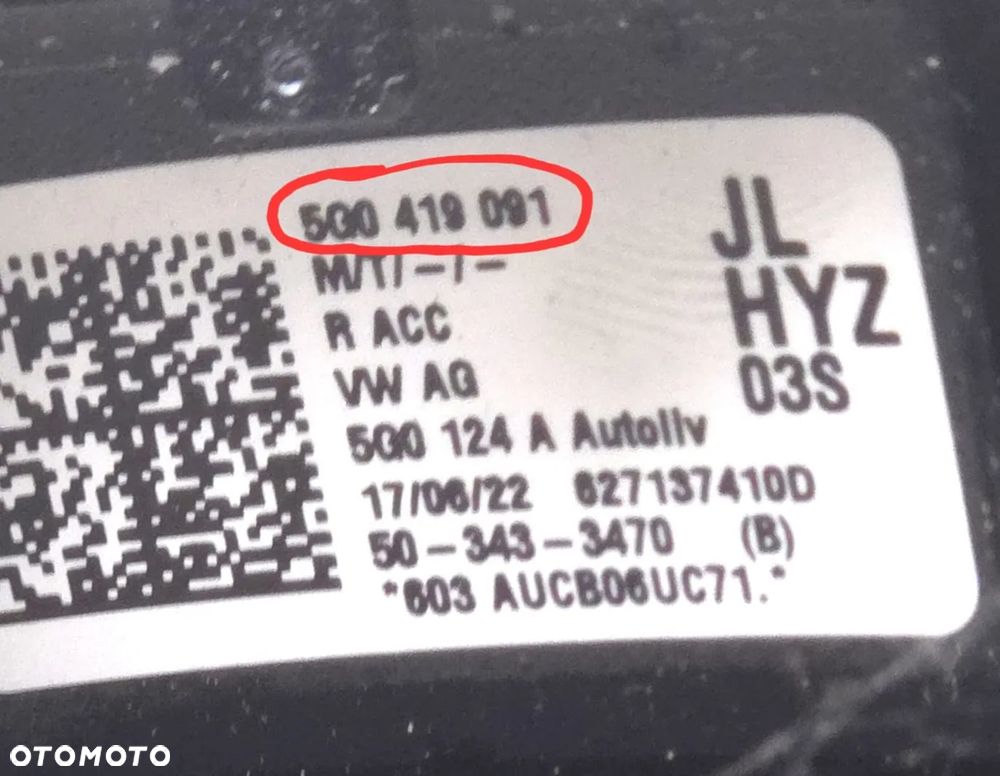 5G0 419 091
M/T/-/-
R ACC
VW AG
5G0 124 A Autoliv
17/06/22 627137410D
50-343-3470 (B)
*603 AUCB06UC71.*
JL
HYZ
03S
OTOMOTO